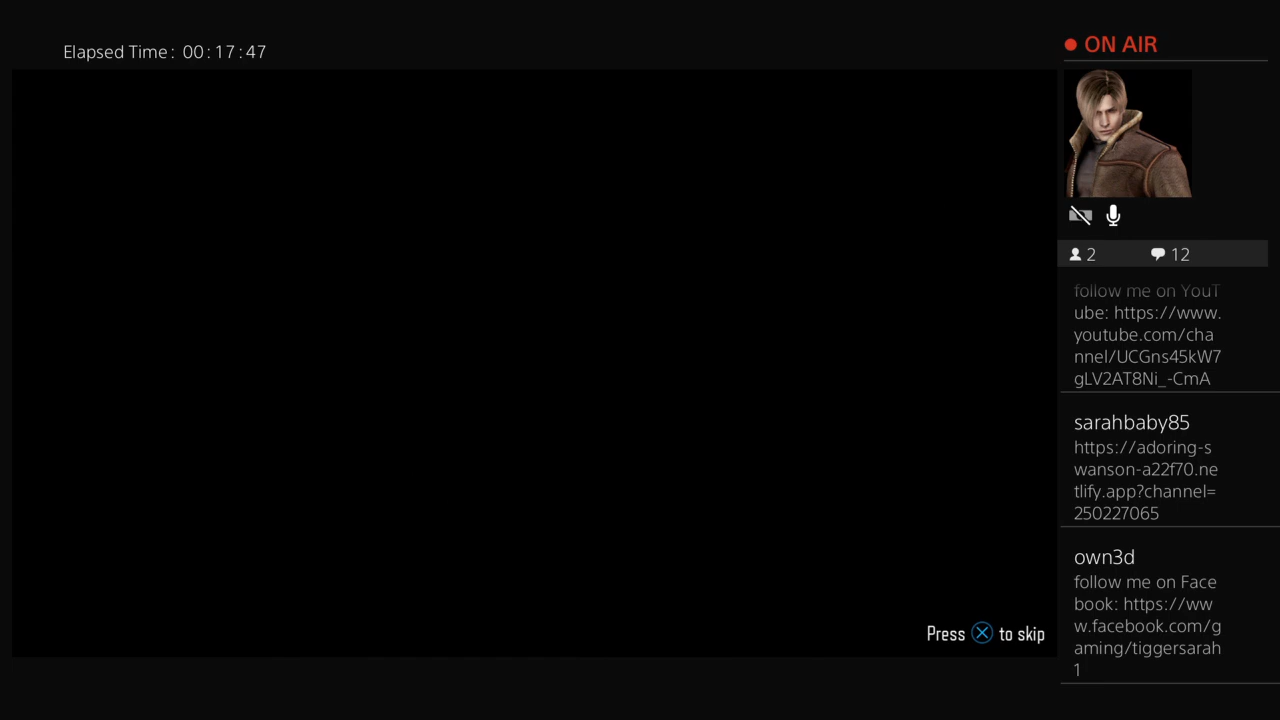 Elapsed Time: 00:17:47
ON AIR
2 12
follow me on YouT
ube: https://www.
youtube.com/cha
nnel/UCGns45kW7
gLV2AT8Ni_-CmA
sarahbaby85
https://adoring-s
wanson-a22f70.ne
tlify.app?channel=
250227065
own3d
follow me on Face
book: https://ww
w.facebook.com/g
aming/tiggersarah
1
Press to skip